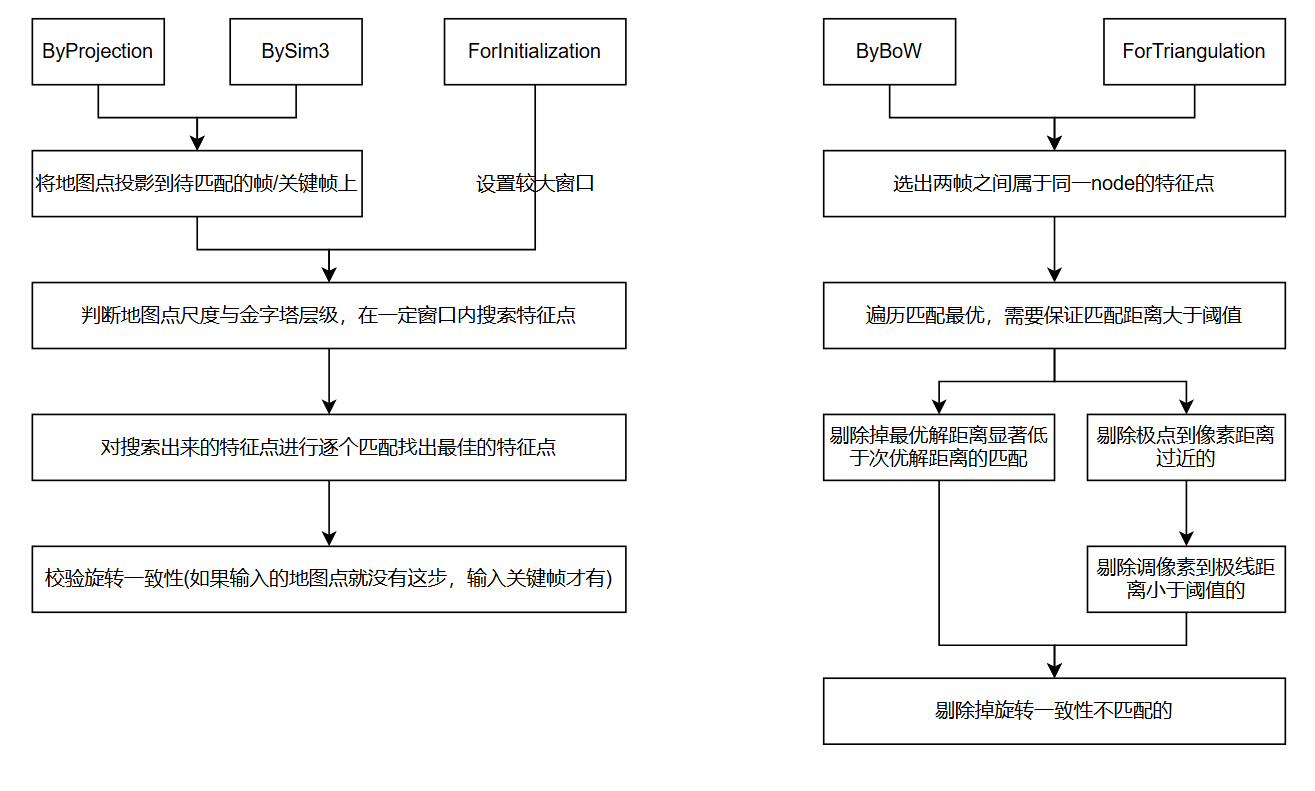 ByProjection
BySim3
ForInitialization
将地图点投影到待匹配的帧/关键帧上
设置较大窗口
判断地图点尺度与金字塔层级，在一定窗口内搜索特征点
对搜索出来的特征点进行逐个匹配找出最佳的特征点
校验旋转一致性(如果输入的地图点就没有这步，输入关键帧才有)
ByBoW
ForTriangulation
选出两帧之间属于同一node的特征点
遍历匹配最优，需要保证匹配距离大于阈值
剔除掉最优解距离显著低
于次优解距离的匹配
剔除极点到像素距离
过近的
剔除调像素到极线距
离小于阈值的
剔除掉旋转一致性不匹配的